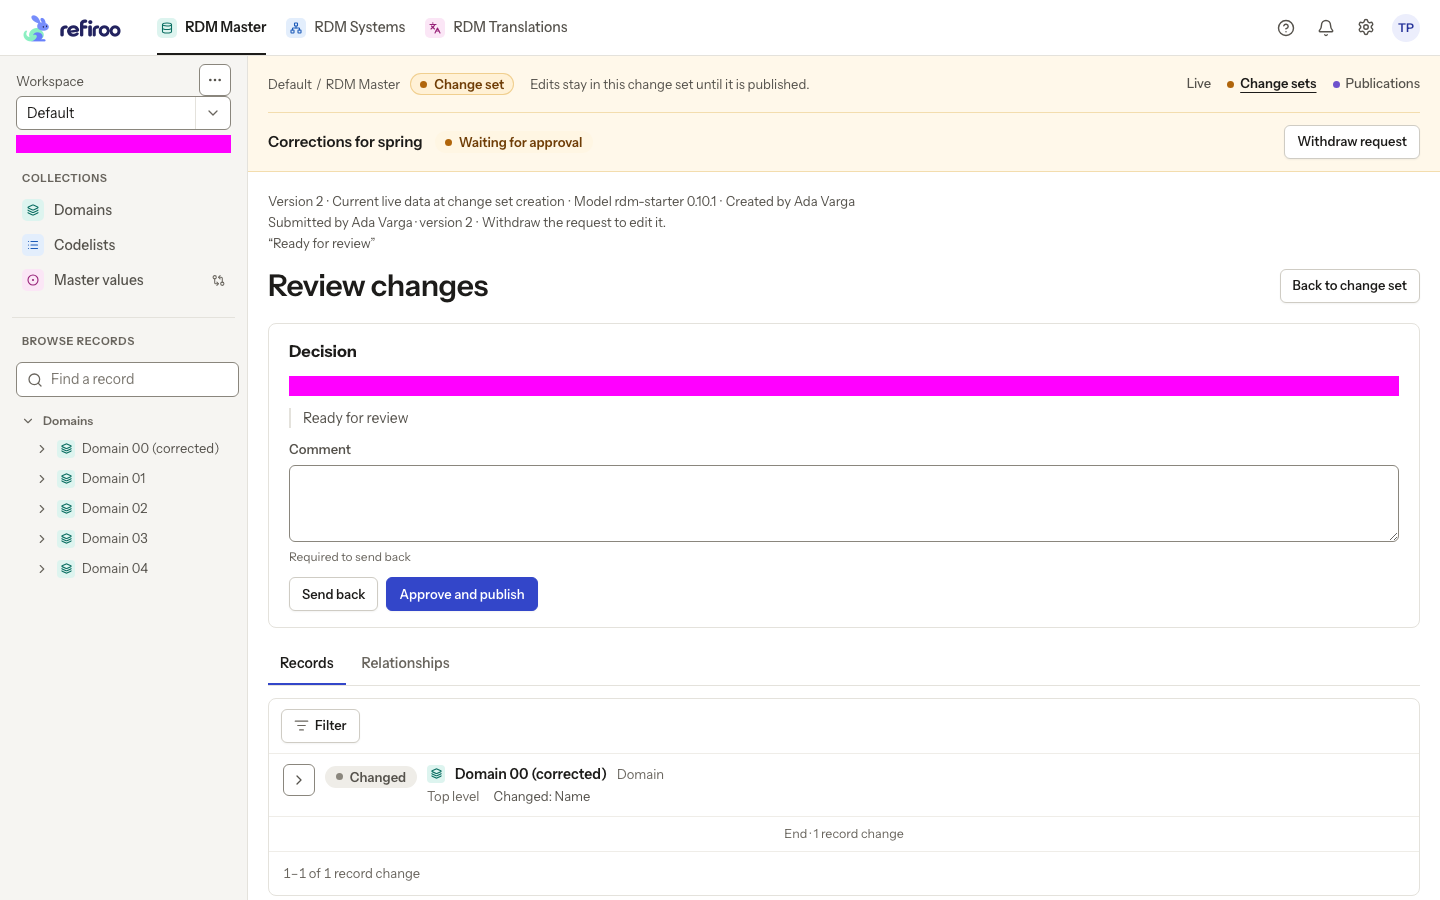 refiroo
RDM Master
RDM Systems
RDM Translations
TP
Workspace
Default
COLLECTIONS
Domains
Codelists
Master values
BROWSE RECORDS
Find a record
Domains
Domain 00 (corrected)
Domain 01
Domain 02
Domain 03
Domain 04
Default / RDM Master
Change set
Edits stay in this change set until it is published.
Live
Change sets
Publications
Corrections for spring
Waiting for approval
Withdraw request
Version 2 · Current live data at change set creation · Model rdm-starter 0.10.1 · Created by Ada Varga
Submitted by Ada Varga · version 2 · Withdraw the request to edit it.
“Ready for review”
Review changes
Back to change set
Decision
Ready for review
Comment
Required to send back
Send back
Approve and publish
Records
Relationships
Filter
Changed
Domain 00 (corrected)
Domain
Top level
Changed: Name
End · 1 record change
1–1 of 1 record change